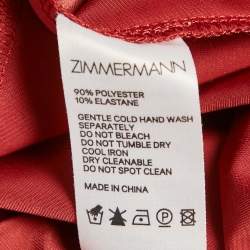 ZIMMERMANN
90% POLYESTER
10% ELASTANE
GENTLE COLD HAND WASH
SEPARATELY
DO NOT BLEACH
DO NOT TUMBLE DRY
COOL IRON
DRY CLEANABLE
DO NOT SPOT CLEAN
MADE IN CHINA